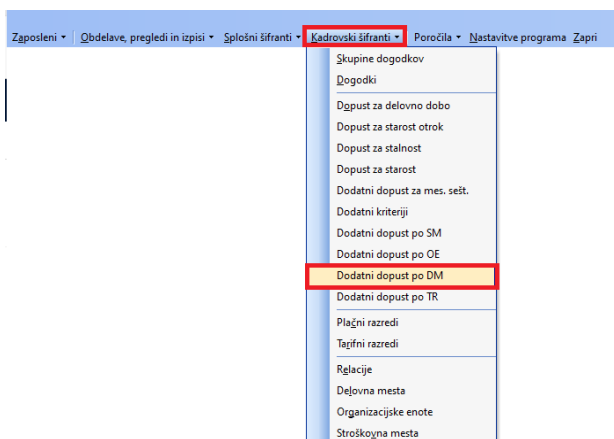 Zaposleni Obdelave, pregledi in izpisi Splošni šifranti Kadrovski šifranti Poročila Nastavitve programa Zapri
Skupine dogodkov
Dogodki
Dopust za delovno dobo
Dopust za starost otrok
Dopust za stalnost
Dopust za starost
Dodatni dopust za mes. sešt.
Dodatni kriteriji
Dodatni dopust po SM
Dodatni dopust po OE
Dodatni dopust po DM
Dodatni dopust po TR
Plačni razredi
Tarifni razredi
Relacije
Delovna mesta
Organizacijske enote
Stroškovna mesta